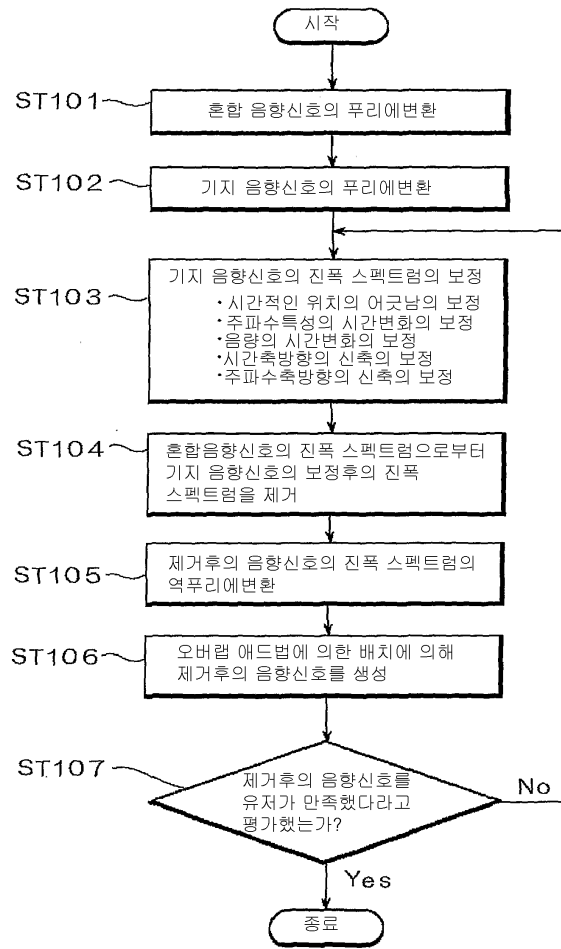 시작
ST101
혼합 음향신호의 푸리에변환
ST102
기지 음향신호의 푸리에변환
ST103
기지 음향신호의 진폭 스펙트럼의 보정
・시간적인 위치의 어긋남의 보정
・주파수특성의 시간변화의 보정
・음량의 시간변화의 보정
・시간축방향의 신축의 보정
・주파수축방향의 신축의 보정
ST104
혼합음향신호의 진폭 스펙트럼으로부터
기지 음향신호의 보정후의 진폭
스펙트럼을 제거
ST105
제거후의 음향신호의 진폭 스펙트럼의
역푸리에변환
ST106
오버랩 애드법에 의한 배치에 의해
제거후의 음향신호를 생성
ST107
제거후의 음향신호를
유저가 만족했다라고
평가했는가?
No
Yes
종료